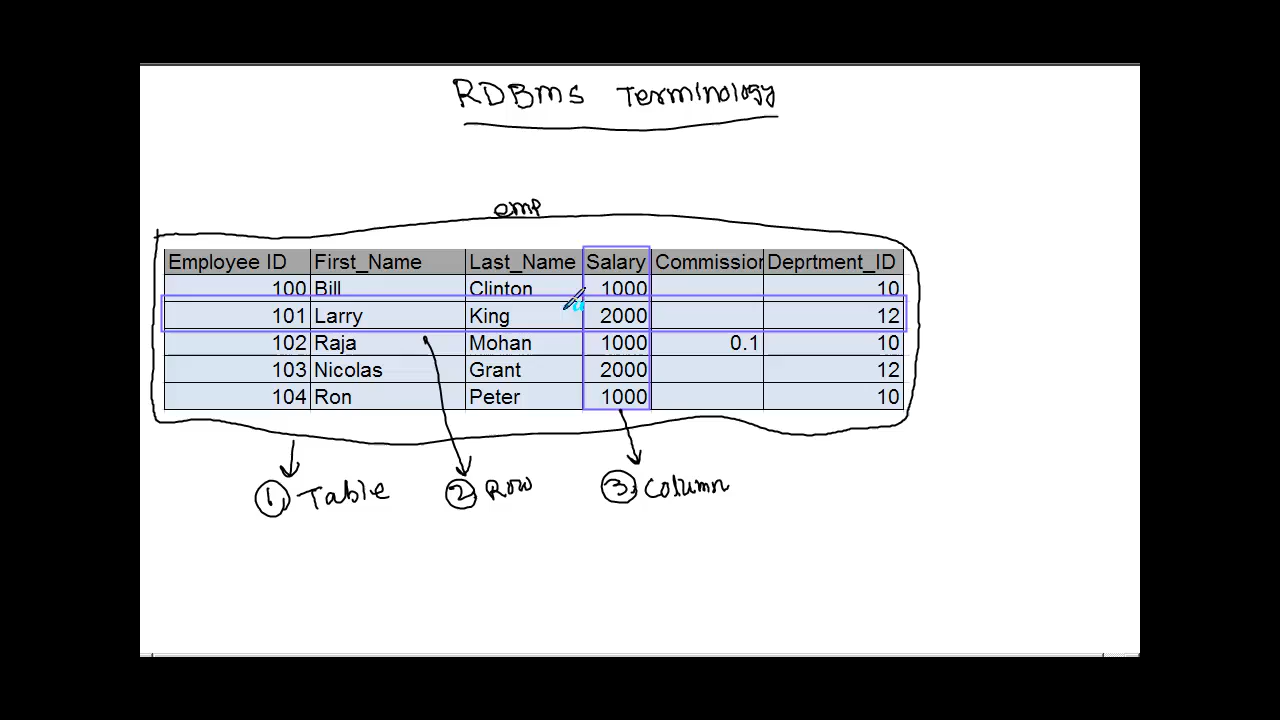 RDBMS Terminology
emp
Employee ID First_Name Last_Name Salary Commission Deprtment_ID
100 Bill Clinton 1000 10
101 Larry King 2000 12
102 Raja Mohan 1000 0.1 10
103 Nicolas Grant 2000 12
104 Ron Peter 1000 10
1, Table 2, Row 3, Column